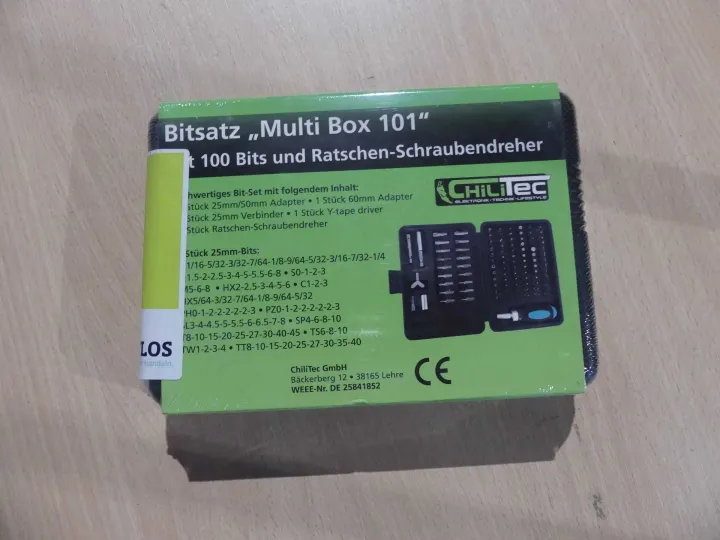 Bitsatz „Multi Box 101“
100 Bits und Ratschen-Schraubendreher
CHILITEC
ELEKTRONIK-TECHNIK-LIFESTYLE
Bit-Set mit folgendem Inhalt:
Stück 25mm/50mm Adapter • 1 Stück 60mm Adapter
Stück 25mm Verbinder • 1 Stück Y-tape driver
Stück Ratschen-Schraubendreher
Stück 25mm-Bits:
1/16-5/32-3/32-7/64-1/8-9/64-5/32-3/16-7/32-1/4
1.5-2-2.5-3-4-5-5.5-6-8 • S0-1-2-3
M5-6-8 • HX2-2.5-3-4-5-6 • C1-2-3
HX5/64-3/32-7/64-1/8-9/64-5/32
PH0-1-2-2-2-2-2-3 • PZ0-1-2-2-2-2-2-3
SL3-4-4.5-5-5.5-6-6.5-7-8 • SP4-6-8-10
T8-10-15-20-25-27-30-40-45 • TS6-8-10
TW1-2-3-4 • TT8-10-15-20-25-27-30-35-40
LOS
ChiliTec GmbH
Bäckerberg 12 • 38165 Lehre
WEEE-Nr. DE 25841852
CE